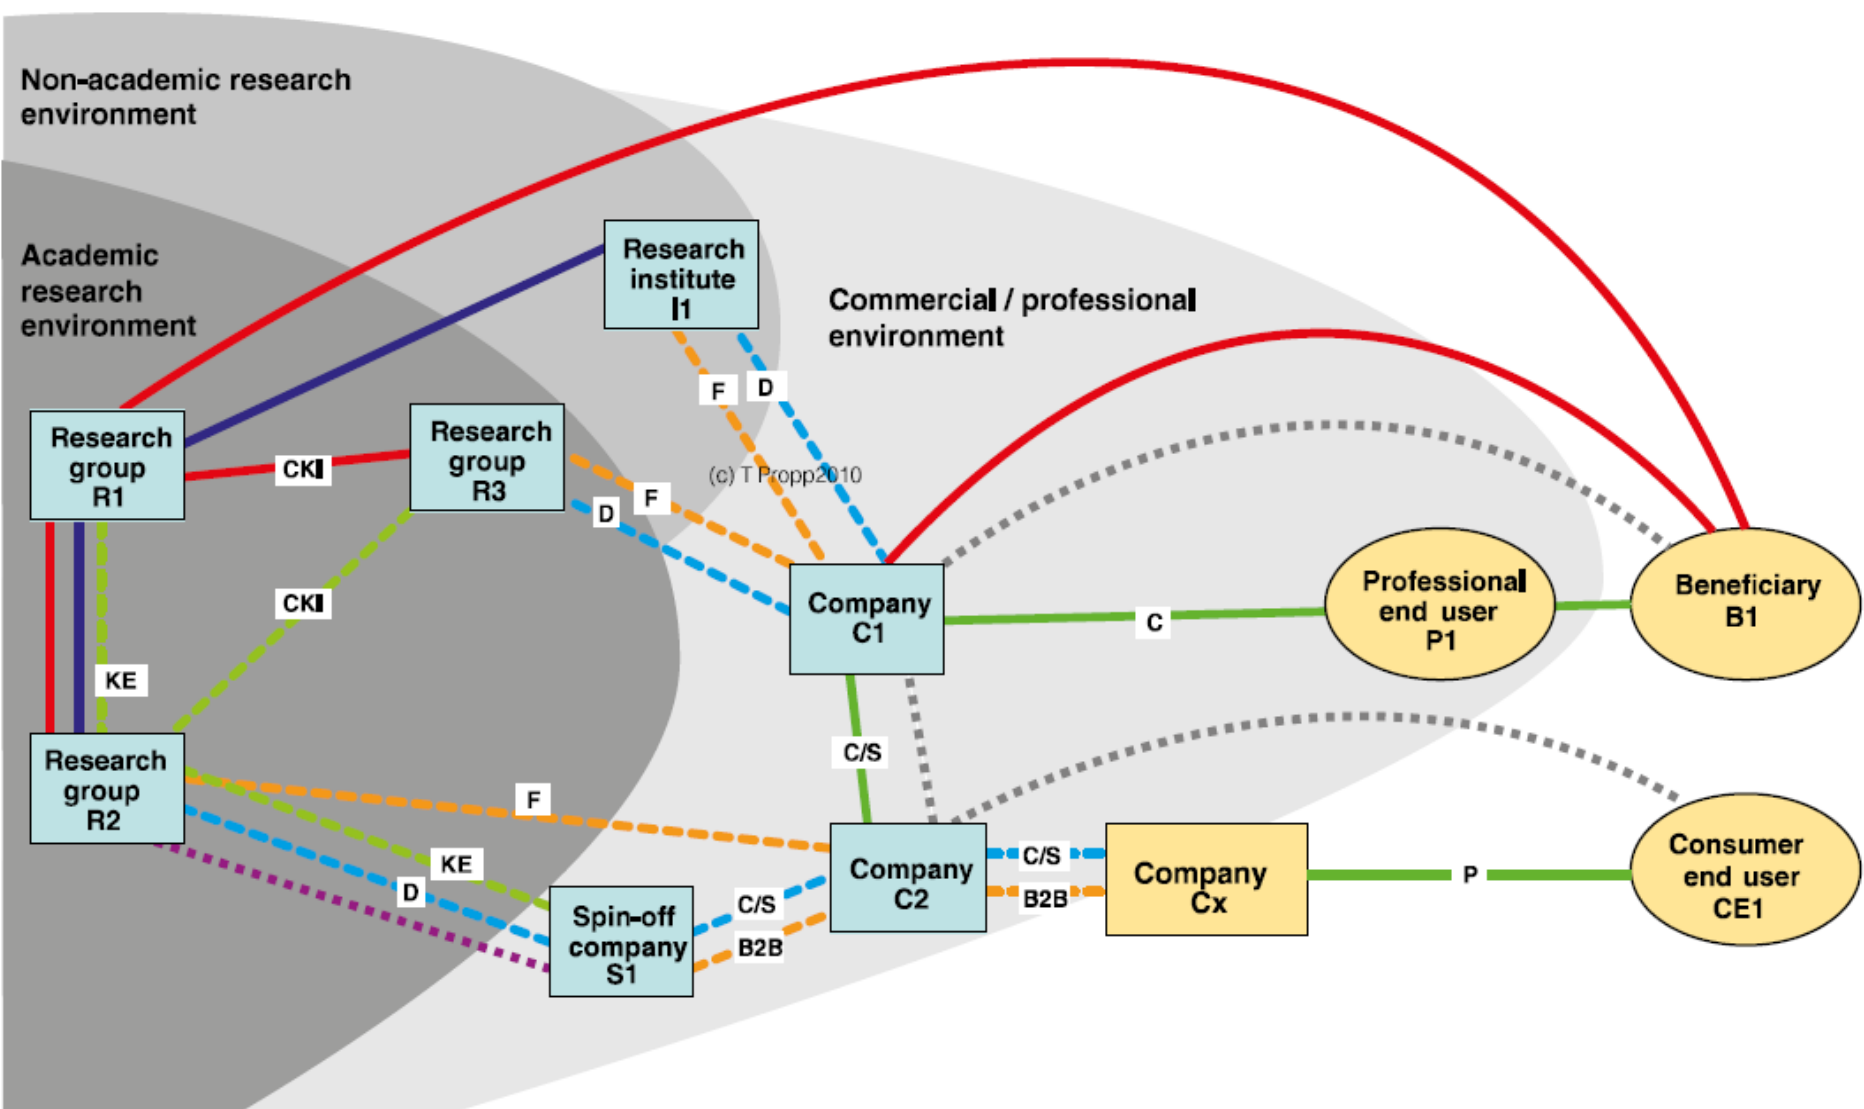 Non-academic research
environment
Academic
research
environment
Research
institute
I1
Commercial / professional
environment
F
D
Research
group
R1
CKI
Research
group
R3
(c) T Propp2010
F
D
CKI
Company
C1
C
Professional
end user
P1
Beneficiary
B1
KE
C/S
Research
group
R2
F
KE
D
Spin-off
company
S1
C/S
B2B
Company
C2
C/S
B2B
Company
Cx
P
Consumer
end user
CE1